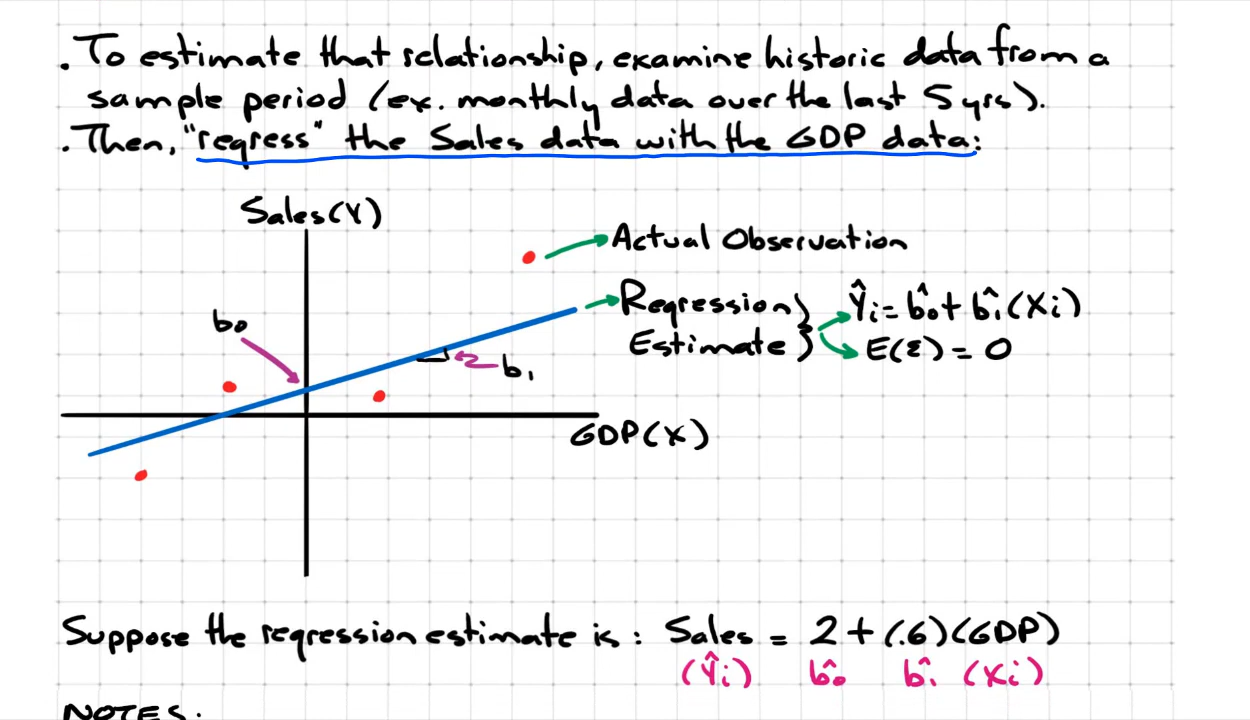 . To estimate that relationship, examine historic data from a
sample period (ex. monthly data over the last 5 yrs).
. Then, "regress" the Sales data with the GDP data:
Sales(Y)
Actual Observation
Regression
Estimate
Ŷi = b̂0 + b̂1(Xi)
E(ε) = 0
b0
b1
GDP(X)
Suppose the regression estimate is: Sales = 2 + (.6)(GDP)
(Ŷi) b̂0 b̂1 (Xi)
NOTES: